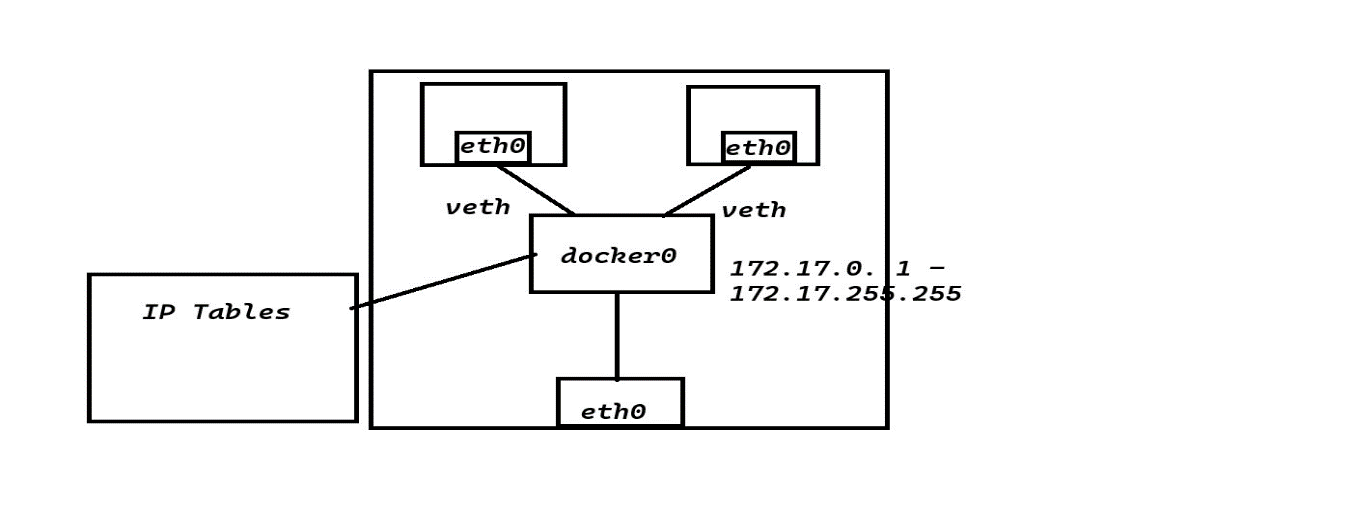 eth0
eth0
veth
veth
docker0
172.17.0. 1 -
172.17.255.255
IP Tables
eth0